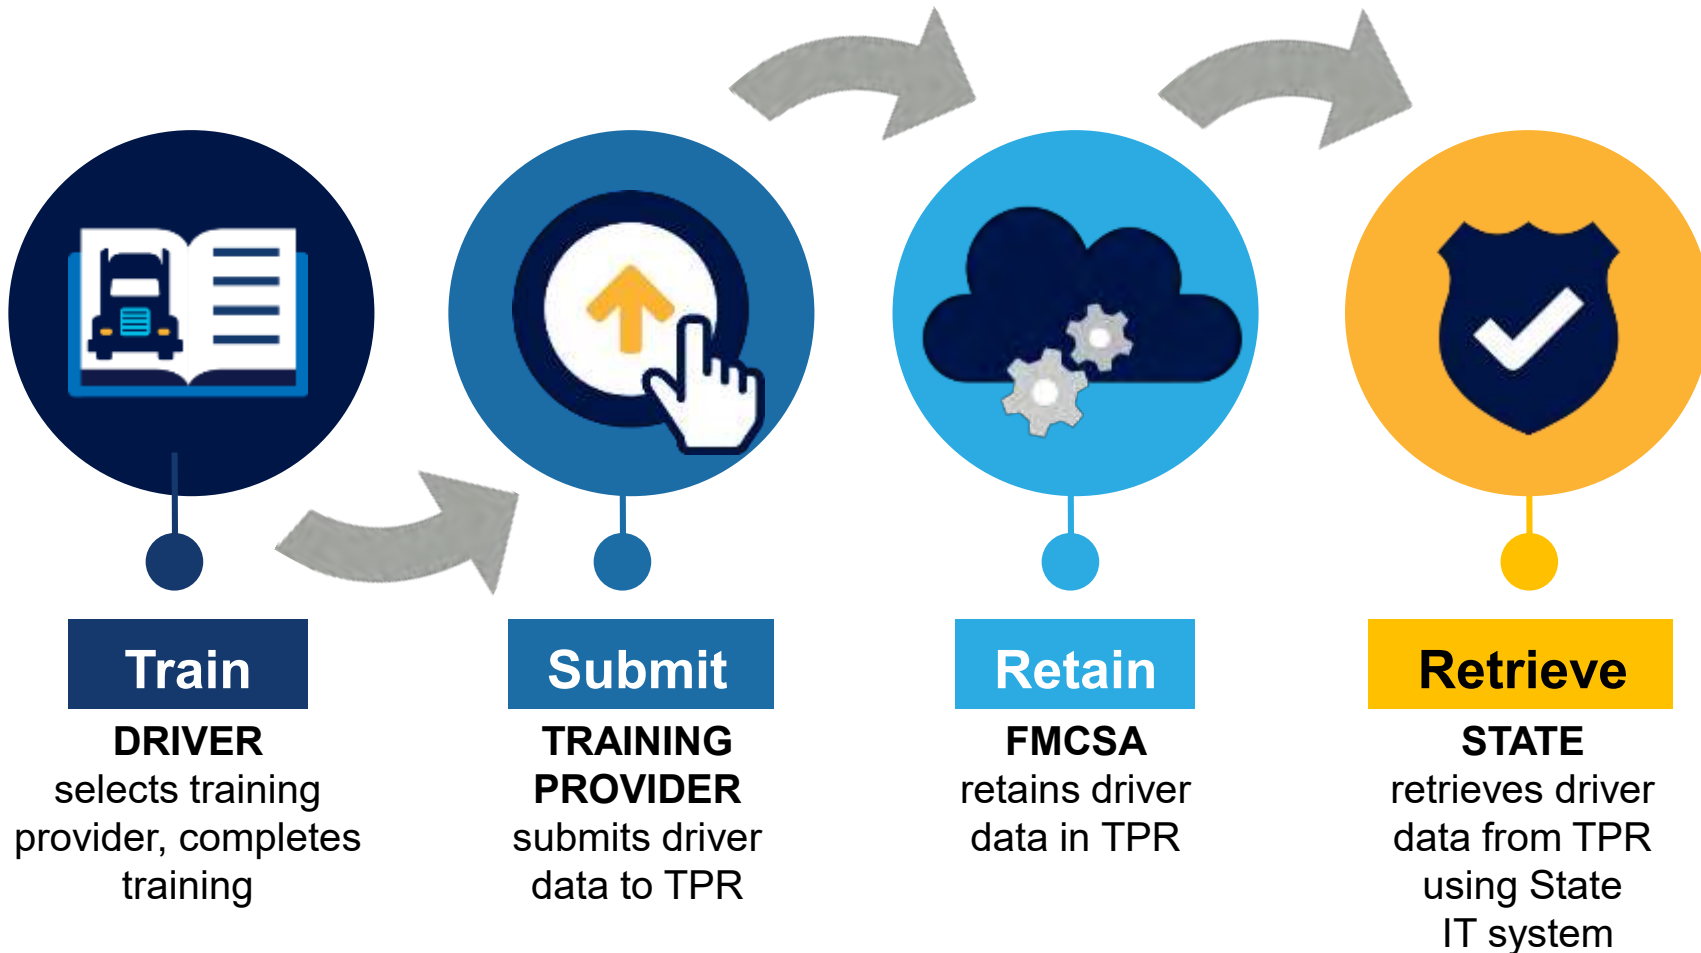 Train
DRIVER
selects training
provider, completes
training
Submit
TRAINING
PROVIDER
submits driver
data to TPR
Retain
FMCSA
retains driver
data in TPR
Retrieve
STATE
retrieves driver
data from TPR
using State
IT system